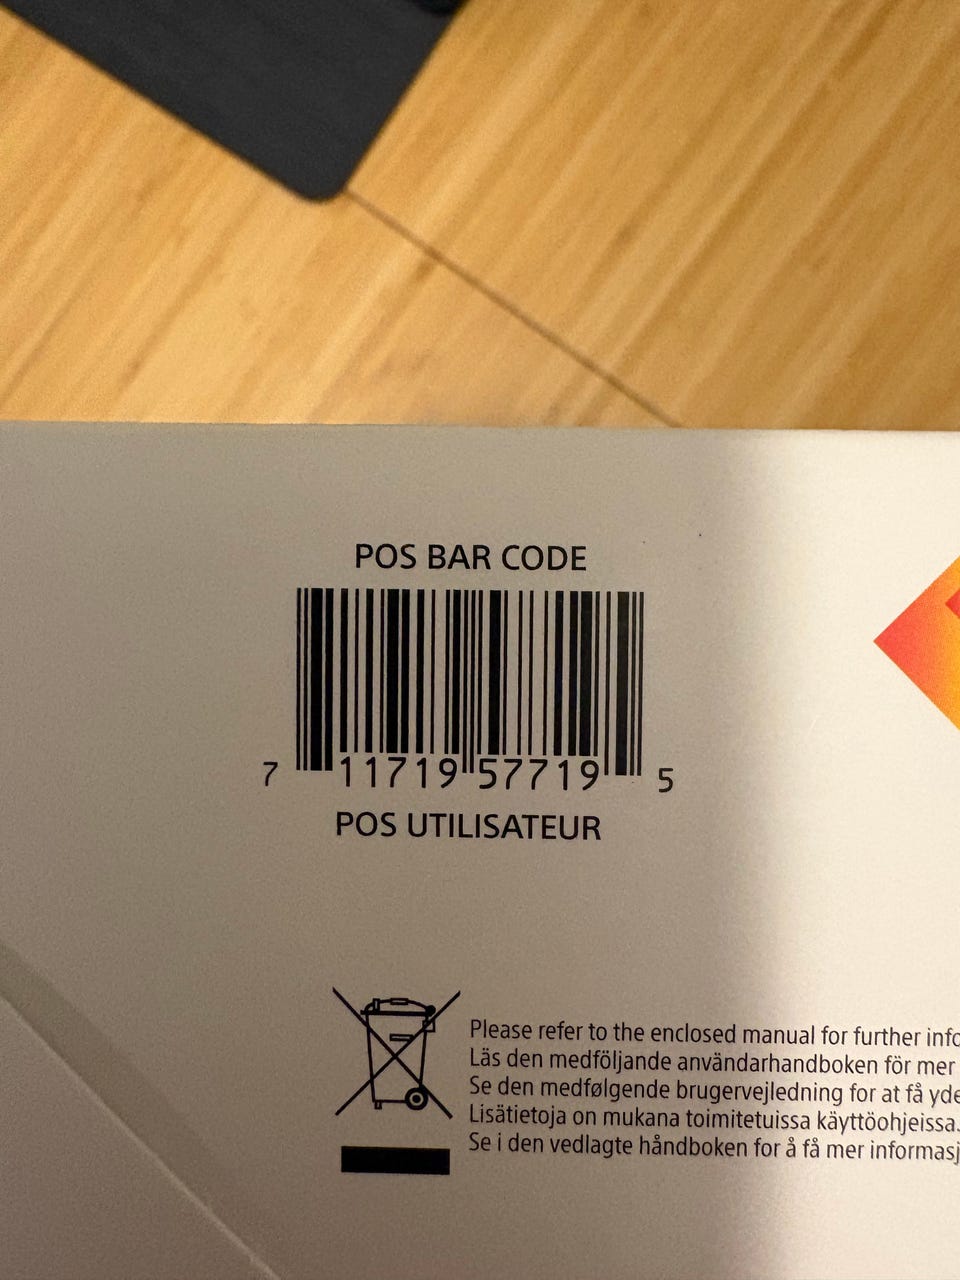 POS BAR CODE
7 11719 57719 5
POS UTILISATEUR
Please refer to the enclosed manual for further info
Läs den medföljande användarhandboken för mer
Se den medfølgende brugervejledning for at få yde
Lisätietoja on mukana toimitetuissa käyttöohjeissa.
Se i den vedlagte håndboken for å få mer informasj